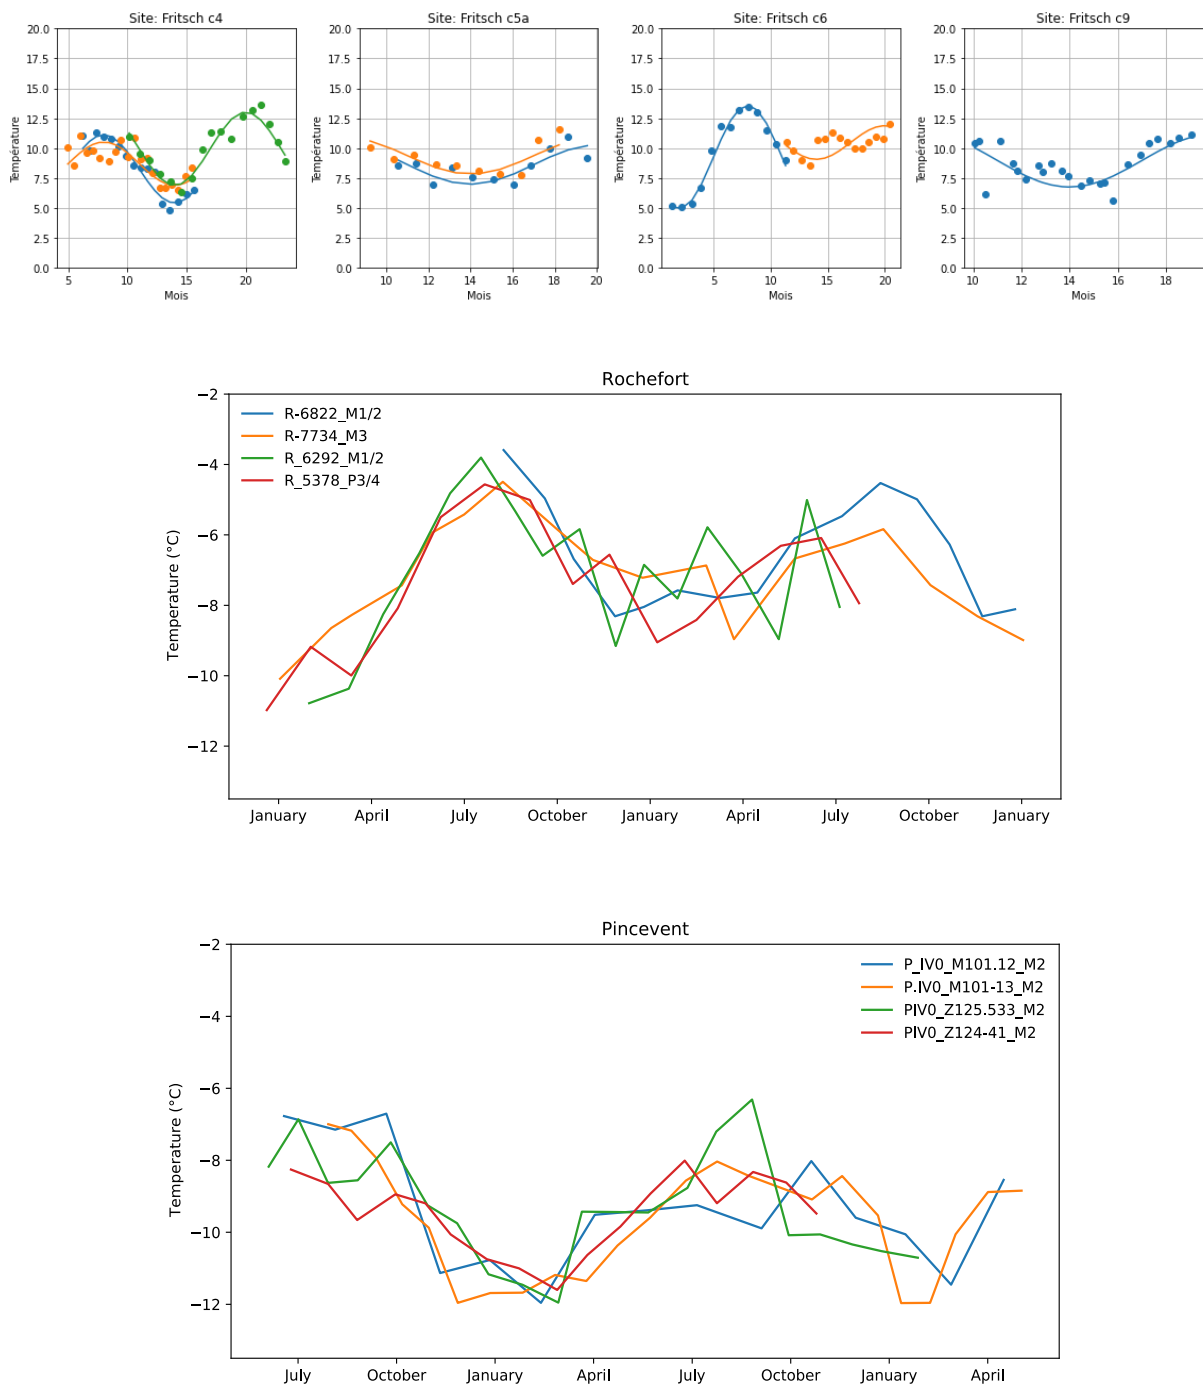 Site: Fritsch c4
Site: Fritsch c5a
Site: Fritsch c6
Site: Fritsch c9
20.0
17.5
15.0
12.5
10.0
7.5
5.0
2.5
0.0
Température
5 10 15 20
Mois
20.0
17.5
15.0
12.5
10.0
7.5
5.0
2.5
0.0
Température
10 12 14 16 18 20
Mois
20.0
17.5
15.0
12.5
10.0
7.5
5.0
2.5
0.0
Température
5 10 15 20
Mois
20.0
17.5
15.0
12.5
10.0
7.5
5.0
2.5
0.0
Température
10 12 14 16 18
Mois
Rochefort
R-6822_M1/2
R-7734_M3
R_6292_M1/2
R_5378_P3/4
−2
−4
−6
−8
−10
−12
Temperature (°C)
January April July October January April July October January
Pincevent
P_IV0_M101.12_M2
P.IV0_M101-13_M2
PIV0_Z125.533_M2
PIV0_Z124-41_M2
−2
−4
−6
−8
−10
−12
Temperature (°C)
July October January April July October January April